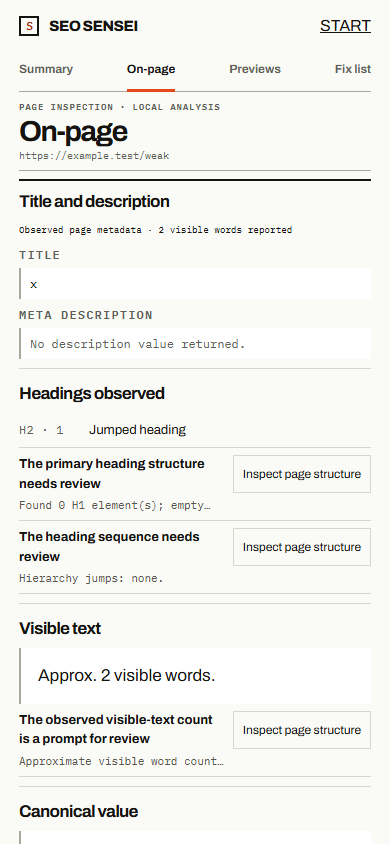 S SEO SENSEI START
Summary On-page Previews Fix list
PAGE INSPECTION · LOCAL ANALYSIS
On-page
https://example.test/weak
Title and description
Observed page metadata · 2 visible words reported
TITLE
x
META DESCRIPTION
No description value returned.
Headings observed
H2 · 1 Jumped heading
The primary heading structure
needs review
Inspect page structure
Found 0 H1 element(s); empty…
The heading sequence needs
review
Inspect page structure
Hierarchy jumps: none.
Visible text
Approx. 2 visible words.
The observed visible-text count
is a prompt for review
Inspect page structure
Approximate visible word count…
Canonical value